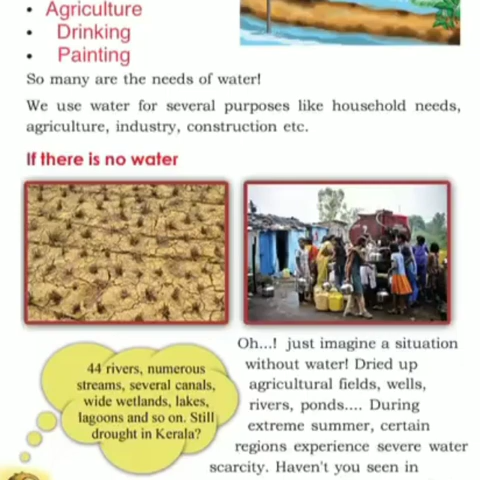 • Agriculture
• Drinking
• Painting
So many are the needs of water!
We use water for several purposes like household needs,
agriculture, industry, construction etc.
If there is no water
44 rivers, numerous
streams, several canals,
wide wetlands, lakes,
lagoons and so on. Still
drought in Kerala?
Oh...! just imagine a situation
without water! Dried up
agricultural fields, wells,
rivers, ponds.... During
extreme summer, certain
regions experience severe water
scarcity. Haven't you seen in